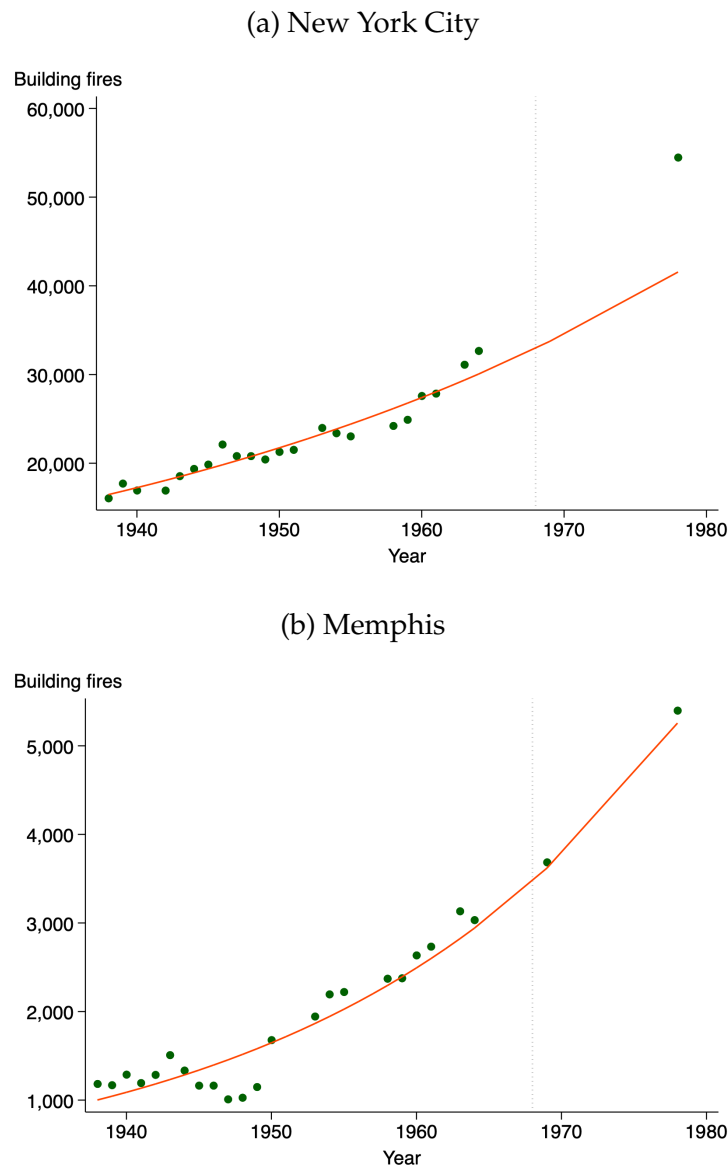 (a) New York City
Building fires
60,000
50,000
40,000
30,000
20,000
1940 1950 1960 1970 1980
Year
(b) Memphis
Building fires
5,000
4,000
3,000
2,000
1,000
1940 1950 1960 1970 1980
Year